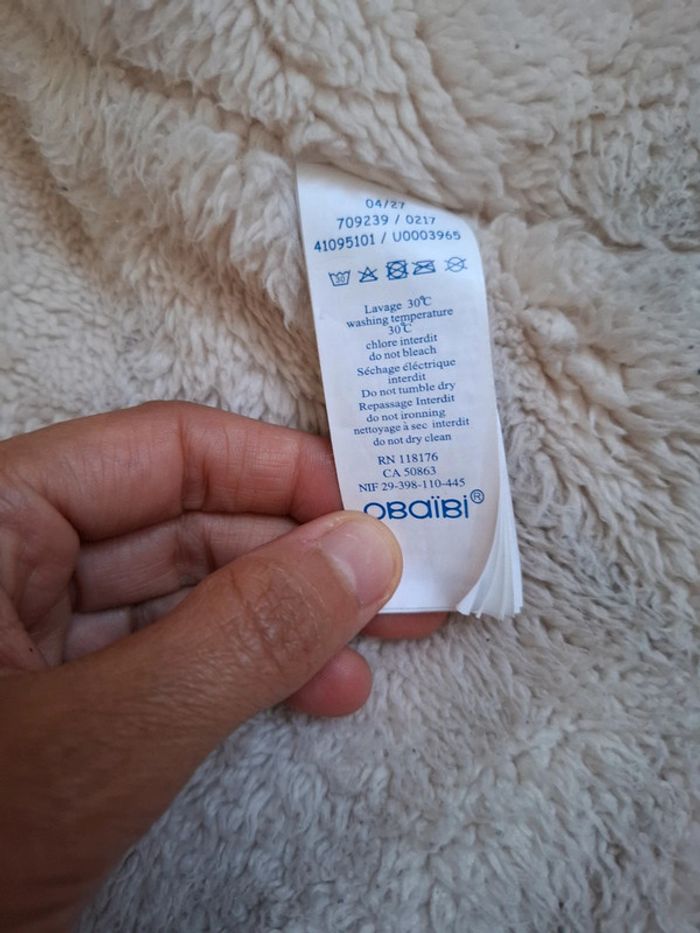 04/27
709239 / 0217
41095101 / U0003965
30
Lavage 30℃
washing temperature
30℃
chlore interdit
do not bleach
Séchage éléctrique
interdit
Do not tumble dry
Repassage Interdit
do not ironning
nettoyage à sec interdit
do not dry clean
RN 118176
CA 50863
NIF 29-398-110-445
OBAÏBI®